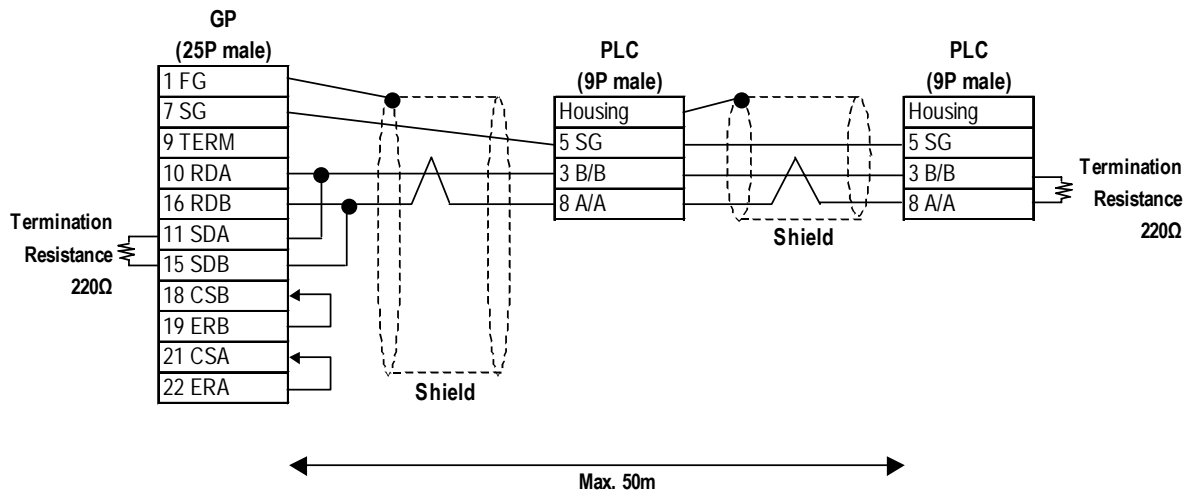 GP
(25P male)
1 FG
7 SG
9 TERM
10 RDA
16 RDB
11 SDA
15 SDB
18 CSB
19 ERB
21 CSA
22 ERA
Termination
Resistance
220Ω
Shield
PLC
(9P male)
Housing
5 SG
3 B/B
8 A/A
Shield
PLC
(9P male)
Housing
5 SG
3 B/B
8 A/A
Termination
Resistance
220Ω
Max. 50m